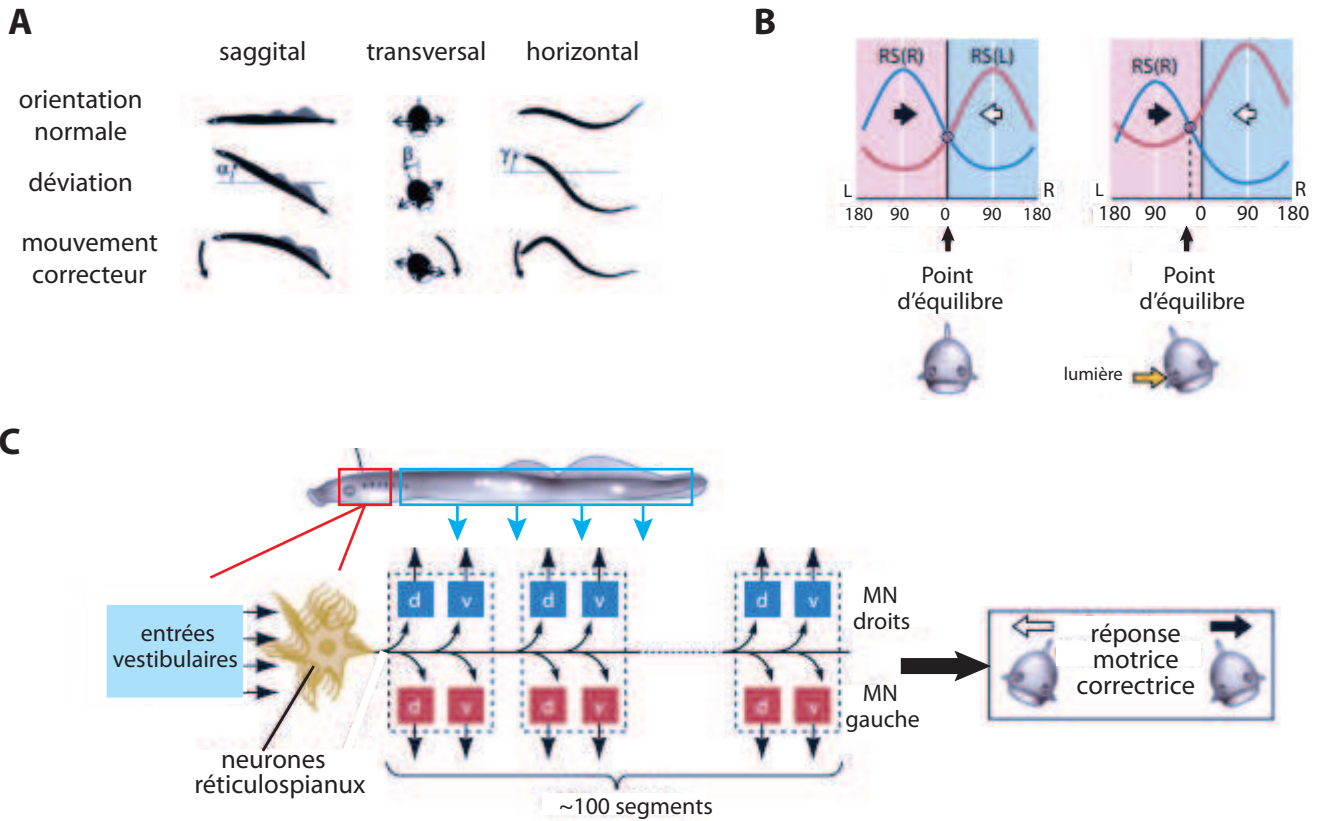 A
saggital
transversal
horizontal
orientation
normale
déviation
mouvement
correcteur
α
β
γ
B
RS(R)
RS(L)
L
R
180
90
0
90
180
Point
d'équilibre
RS(R)
L
R
180
90
0
90
180
Point
d'équilibre
lumière
C
entrées
vestibulaires
neurones
réticulospianux
d
v
d
v
d
v
d
v
d
v
d
v
MN
droits
MN
gauche
~100 segments
réponse
motrice
correctrice